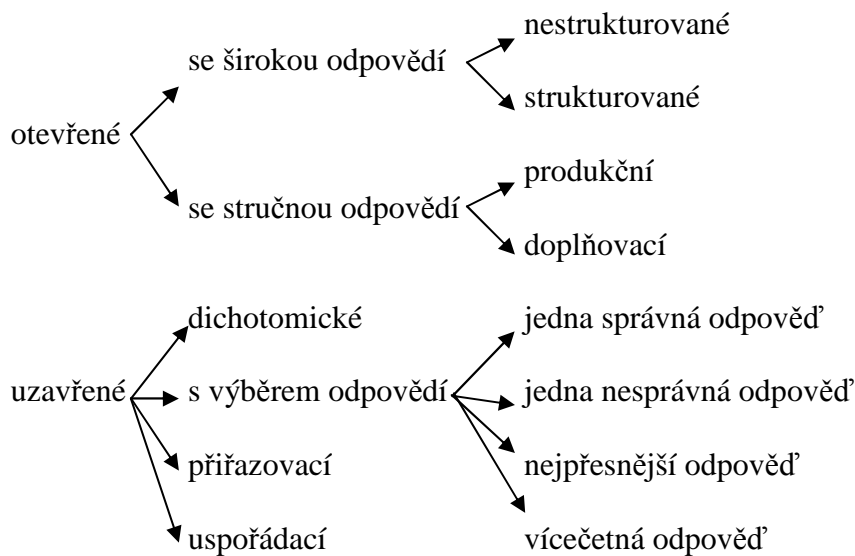 nestrukturované
se širokou odpovědí
strukturované
otevřené
produkční
se stručnou odpovědí
doplňovací
dichotomické
jedna správná odpověď
uzavřené
s výběrem odpovědí
jedna nesprávná odpověď
přiřazovací
nejpřesnější odpověď
uspořádací
vícečetná odpověď